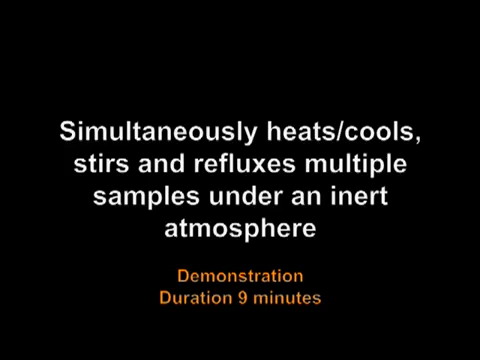 Simultaneously heats/cools,
stirs and refluxes multiple
samples under an inert
atmosphere
Demonstration
Duration 9 minutes